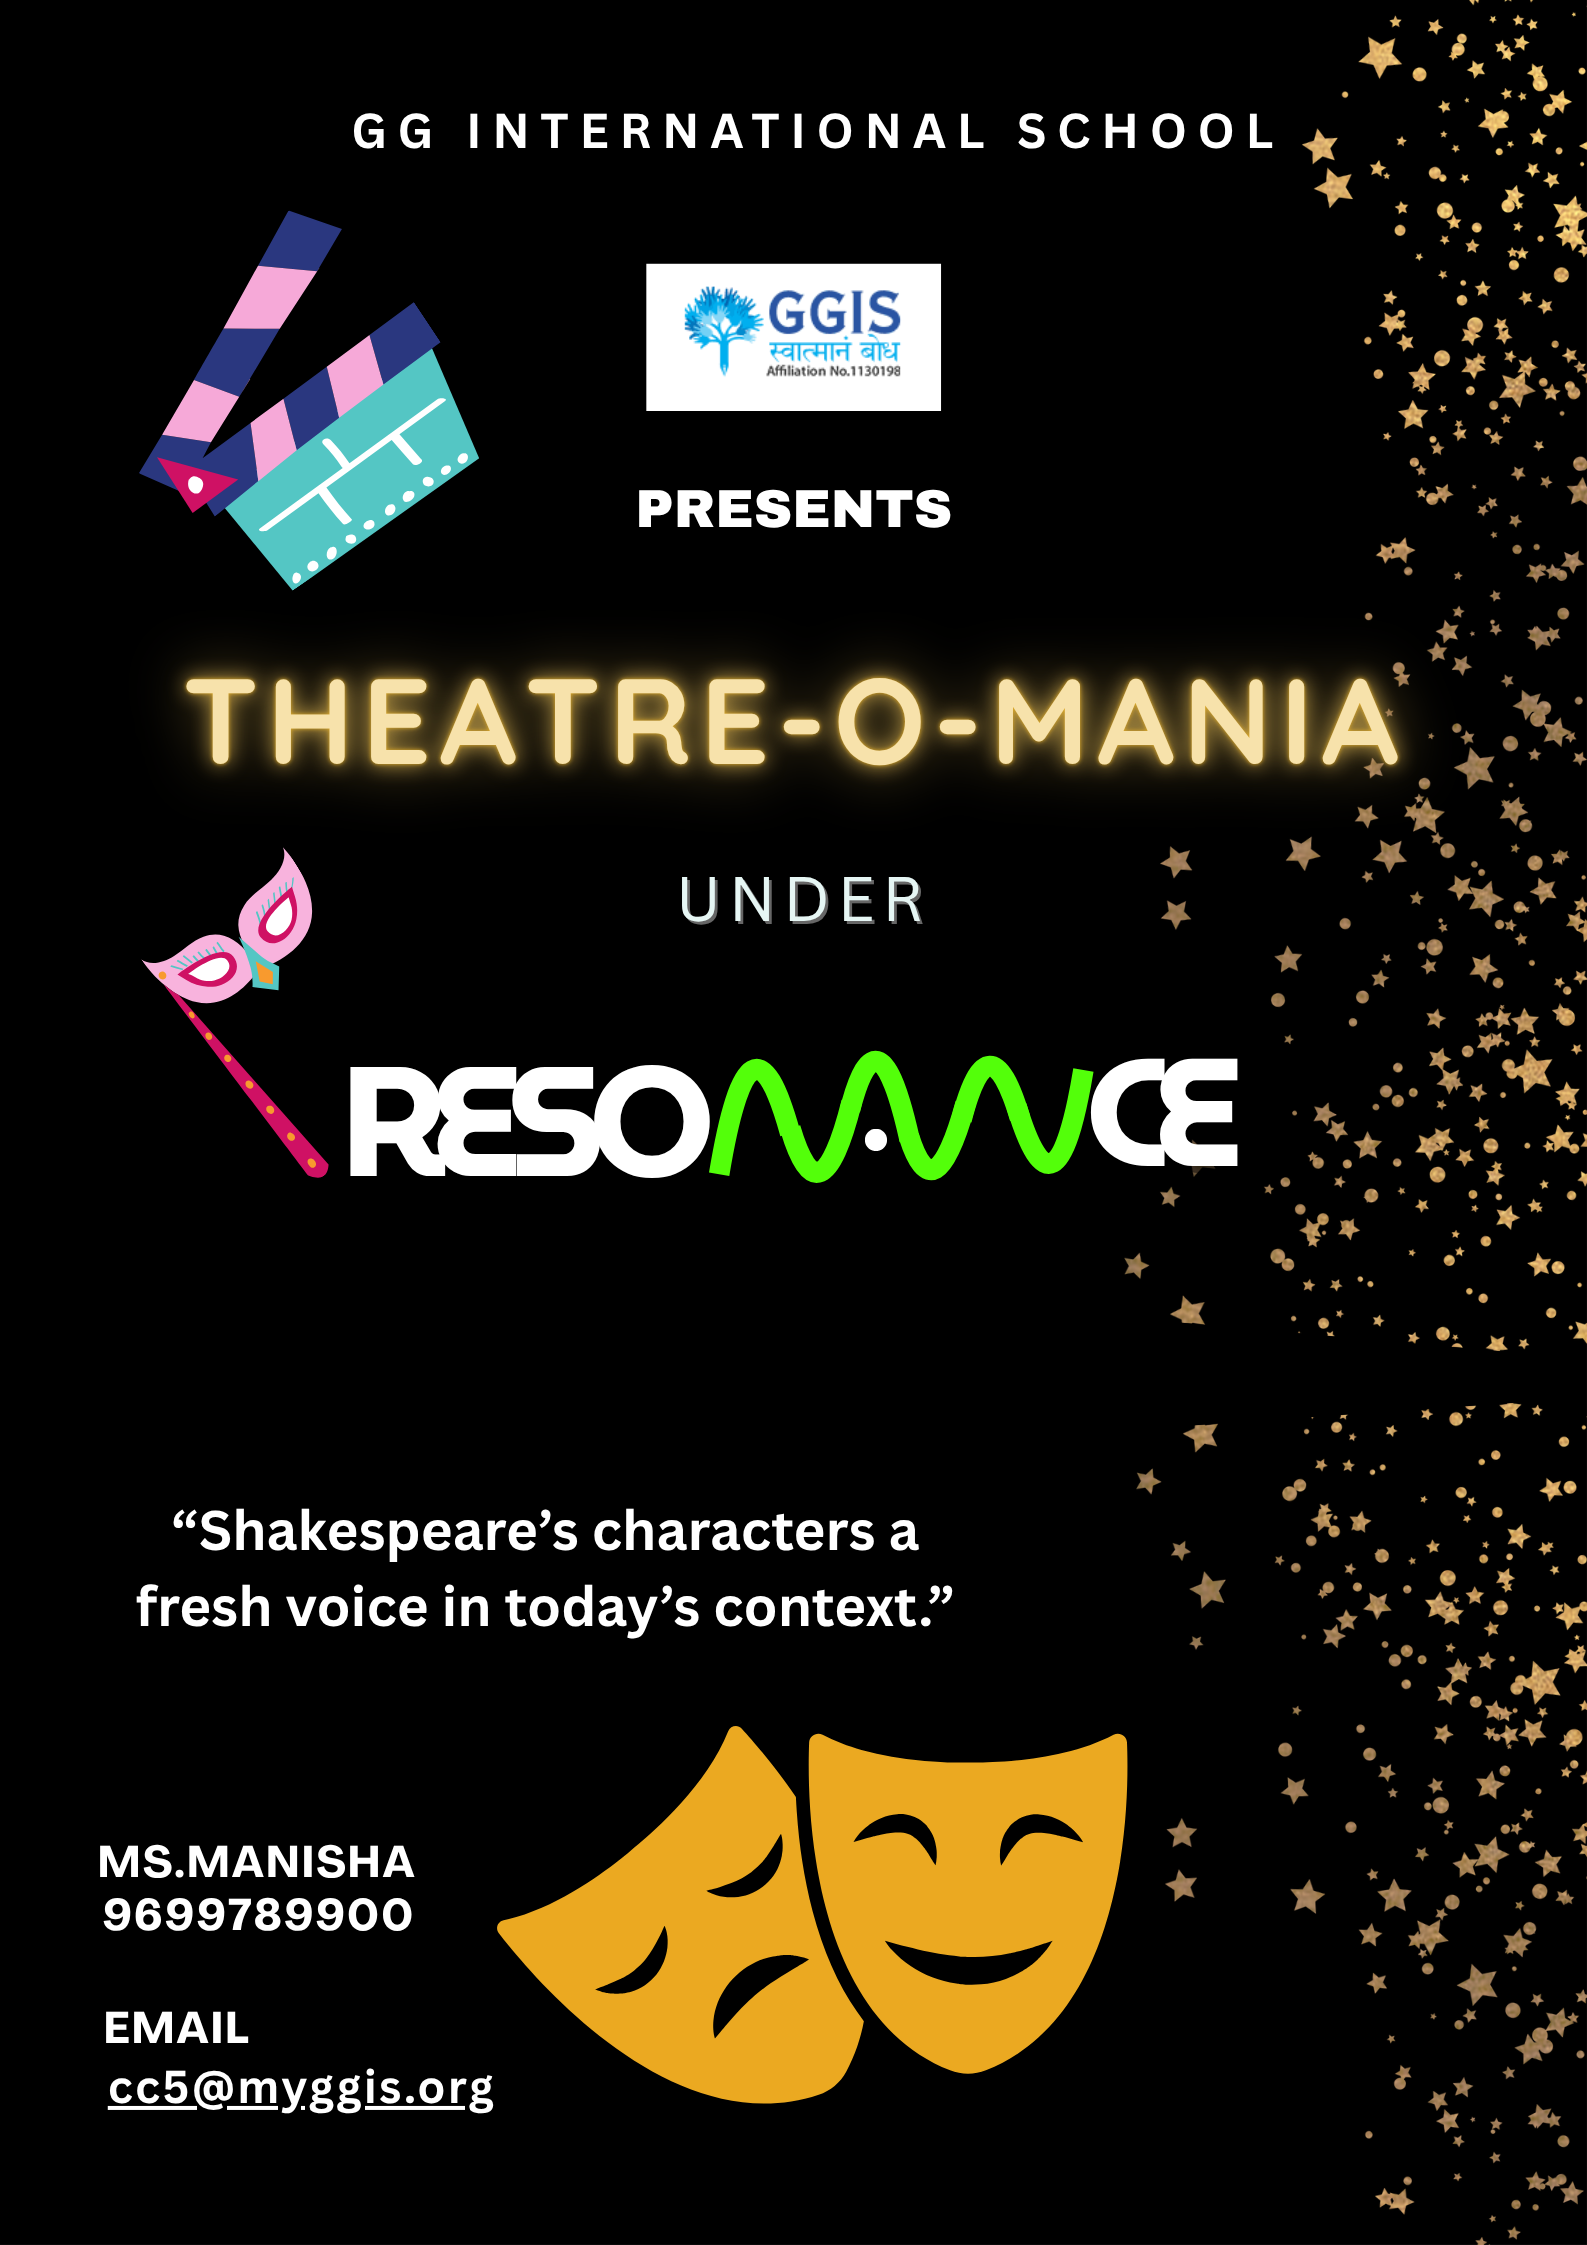 GG INTERNATIONAL SCHOOL
GGIS
स्वात्मानं बोध
Affiliation No.1130198
PRESENTS
THEATRE-O-MANIA
UNDER
RESONANCE
“Shakespeare’s characters a
fresh voice in today’s context.”
MS.MANISHA
9699789900
EMAIL
cc5@myggis.org